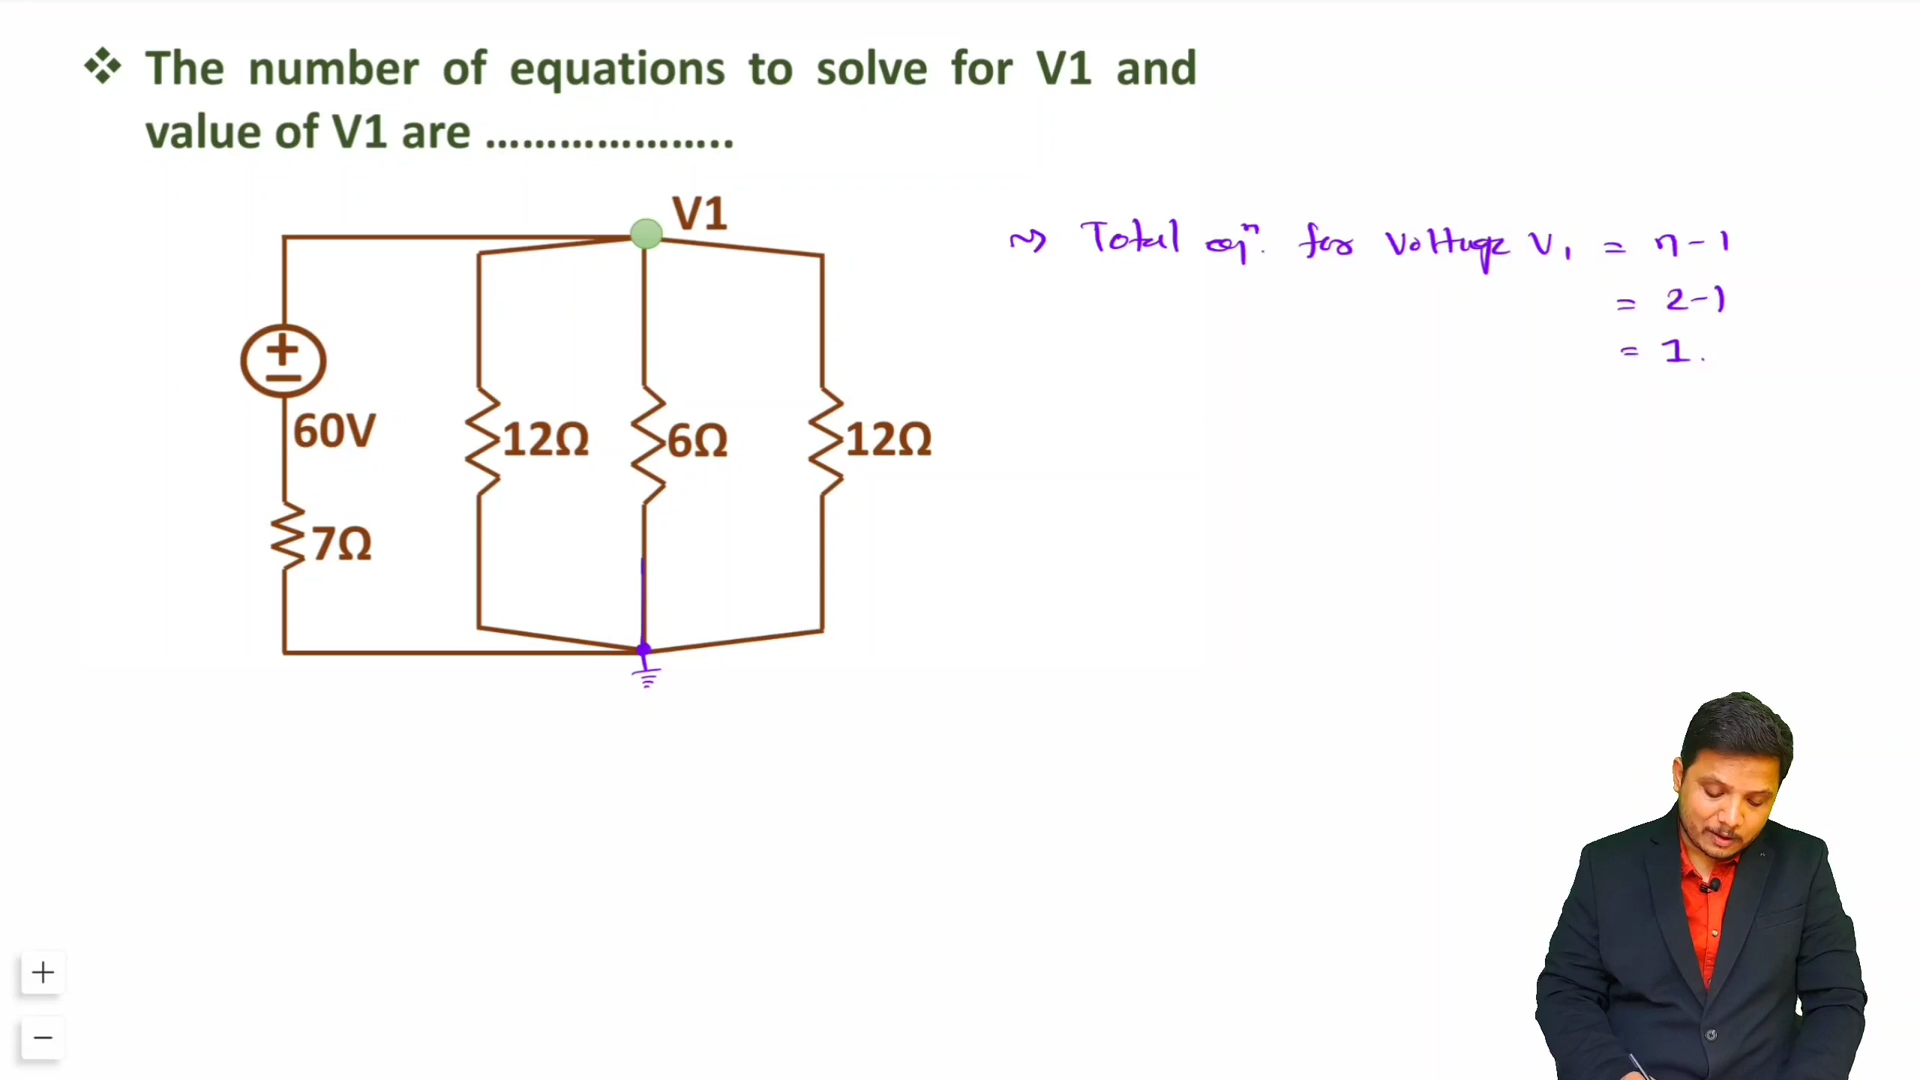 ❖ The number of equations to solve for V1 and
value of V1 are ………………..
V1
60V
7Ω
12Ω
6Ω
12Ω
⇝ Total eqⁿ. for Voltage V₁ = n-1
= 2-1
= 1.
+
−